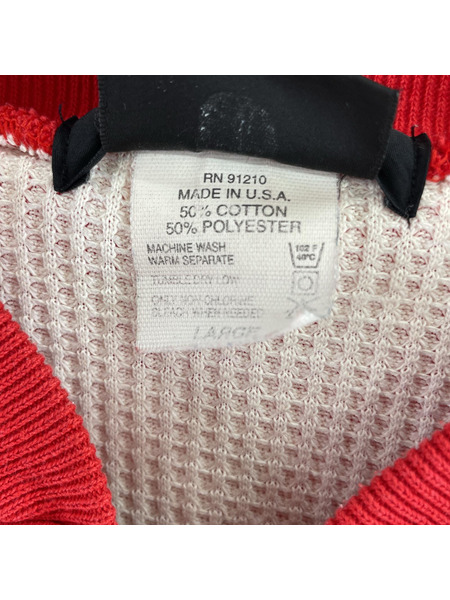 RN 91210
MADE IN U.S.A.
50% COTTON
50% POLYESTER
MACHINE WASH
WARM SEPARATE
102 F
40°C
TUMBLE DRY LOW
ONLY NON-CHLORINE
BLEACH WHEN NEEDED
LARGE